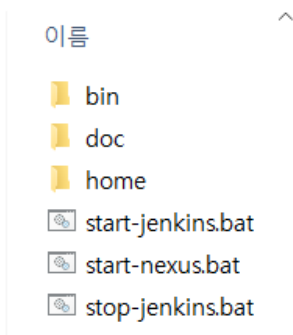 이름
bin
doc
home
start-jenkins.bat
start-nexus.bat
stop-jenkins.bat